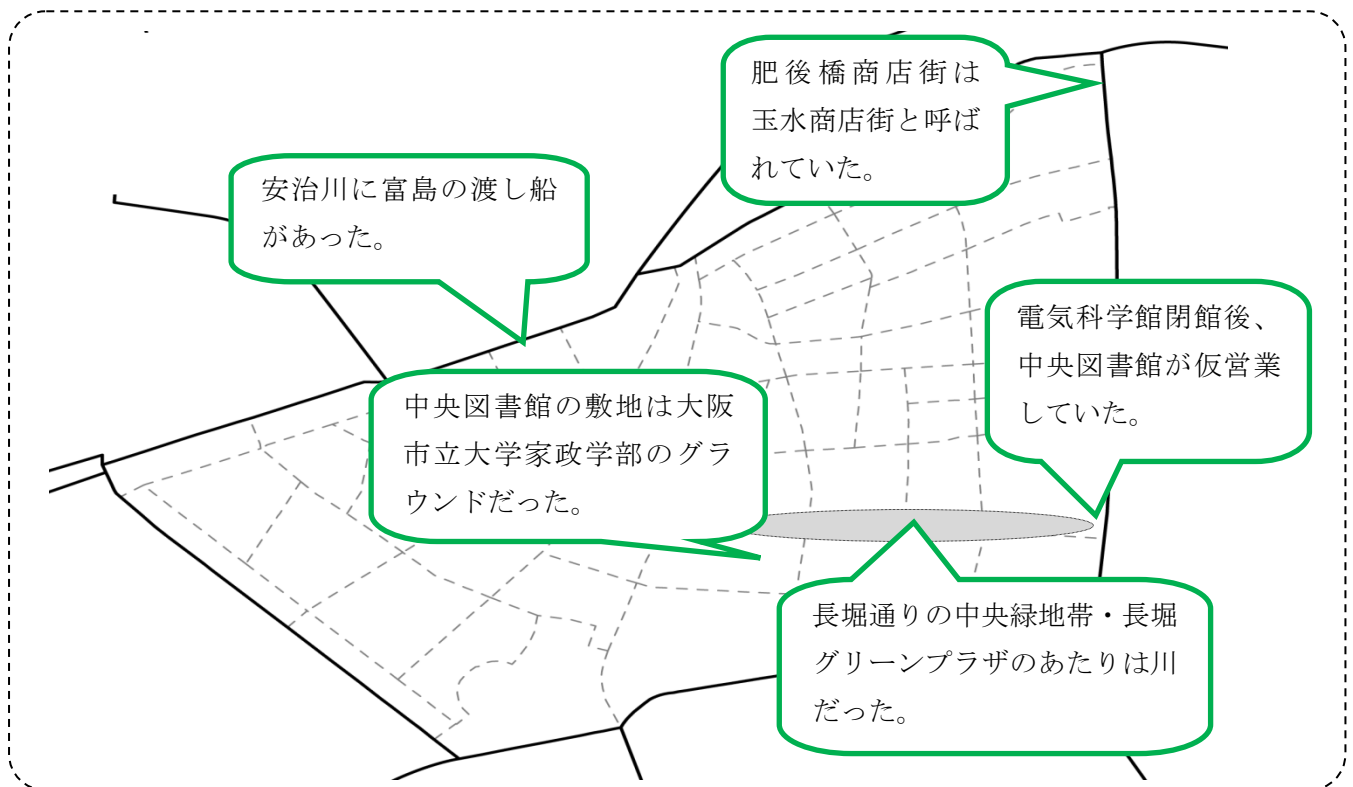 肥後橋商店街は
玉水商店街と呼ば
れていた。
安治川に富島の渡し船
があった。
電気科学館閉館後、
中央図書館が仮営業
していた。
中央図書館の敷地は大阪
市立大学家政学部のグラ
ウンドだった。
長堀通りの中央緑地帯・長堀
グリーンプラザのあたりは川
だった。